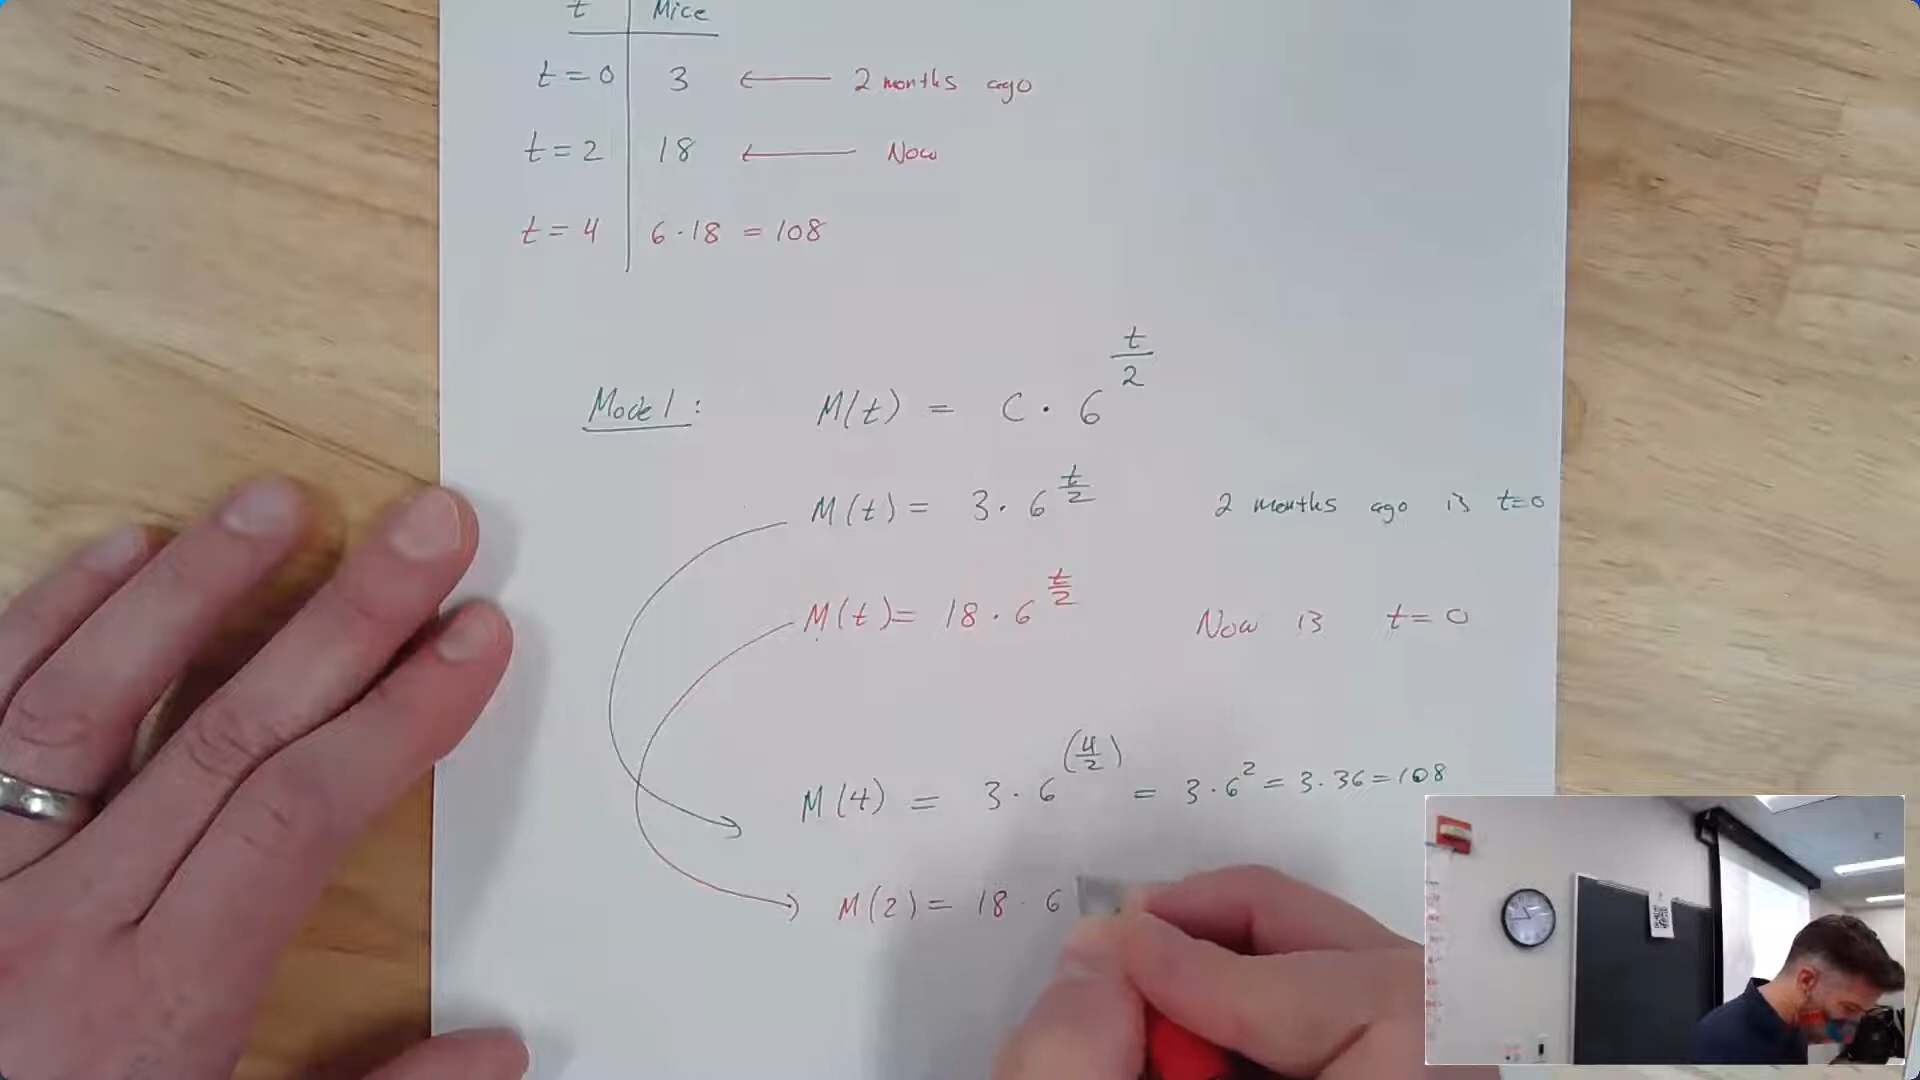 t Mice
t = 0 3 ← 2 months ago
t = 2 18 ← Now
t = 4 6 · 18 = 108
Model : M(t) = C · 6^(t/2)
M(t) = 3 · 6^(t/2) 2 months ago is t=0
M(t) = 18 · 6^(t/2) Now is t = 0
M(4) = 3 · 6^(4/2) = 3 · 6^2 = 3 · 36 = 108
M(2) = 18 · 6